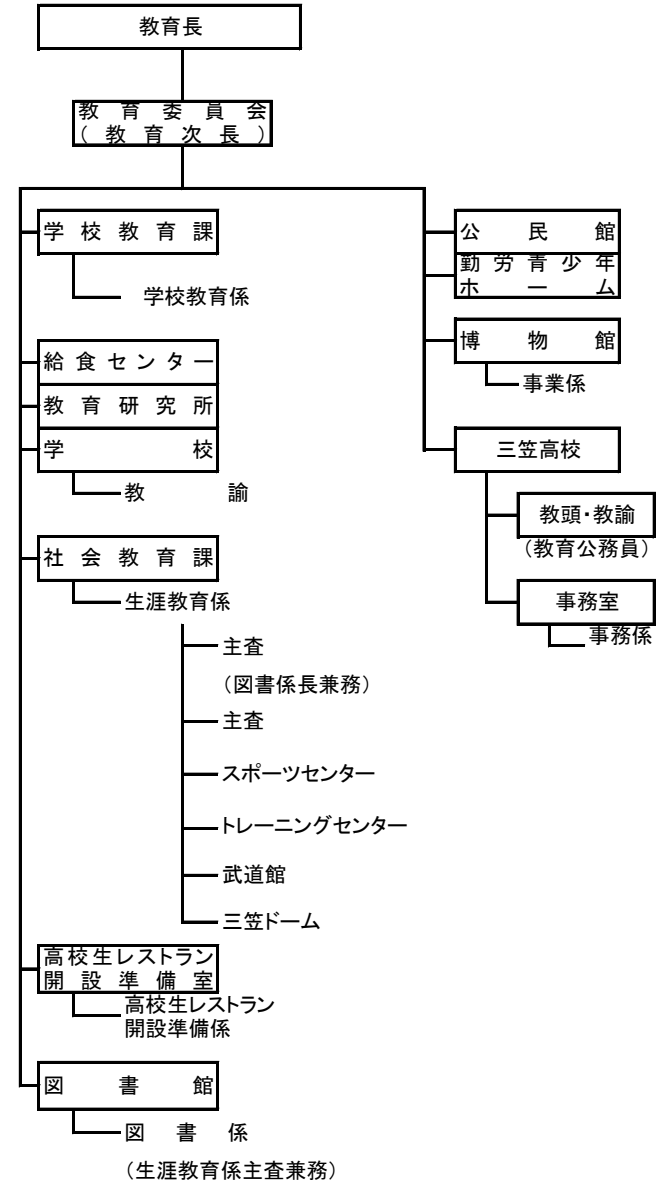 教育長
教育委員会
(教育次長)
学校教育課
学校教育係
給食センター
教育研究所
学校
教諭
社会教育課
生涯教育係
主査
(図書係長兼務)
主査
スポーツセンター
トレーニングセンター
武道館
三笠ドーム
高校生レストラン
開設準備室
高校生レストラン
開設準備係
図書館
図書係
(生涯教育係主査兼務)
公民館
勤労青少年
ホーム
博物館
事業係
三笠高校
教頭・教諭
(教育公務員)
事務室
事務係